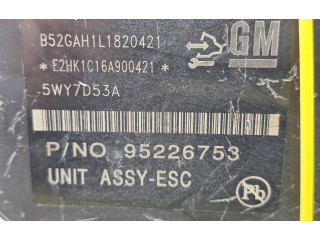 B52GAH1L1820421
GM
*E2HK1C16A900421*
5WY7D53A
P/NO 95226753
UNIT ASSY-ESC
Pb